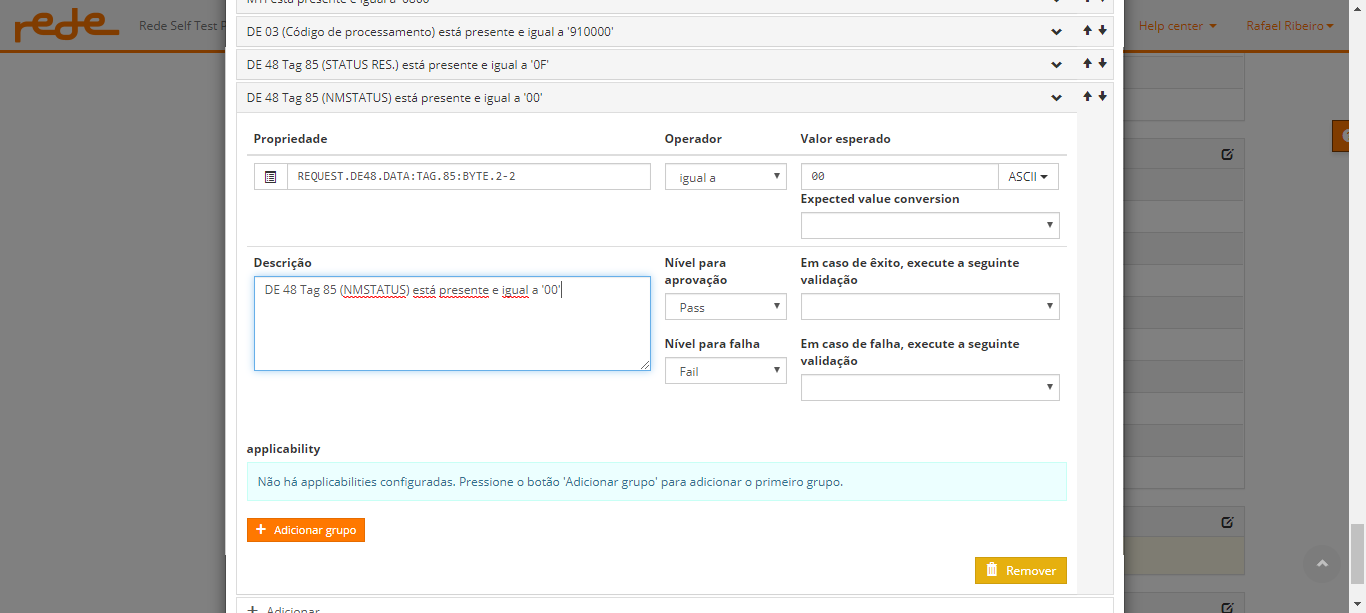 rede
Rede Self Test
Help center
Rafael Ribeiro
MTI está presente e igual a '0800'
DE 03 (Código de processamento) está presente e igual a '910000'
DE 48 Tag 85 (STATUS RES.) está presente e igual a '0F'
DE 48 Tag 85 (NMSTATUS) está presente e igual a '00'
Propriedade Operador Valor esperado
REQUEST.DE48.DATA:TAG.85:BYTE.2-2 igual a 00 ASCII
Expected value conversion
Descrição
DE 48 Tag 85 (NMSTATUS) está presente e igual a '00'
Nível para
aprovação
Pass
Em caso de êxito, execute a seguinte
validação
Nível para falha
Fail
Em caso de falha, execute a seguinte
validação
applicability
Não há applicabilities configuradas. Pressione o botão 'Adicionar grupo' para adicionar o primeiro grupo.
+ Adicionar grupo
Remover
+ Adicionar